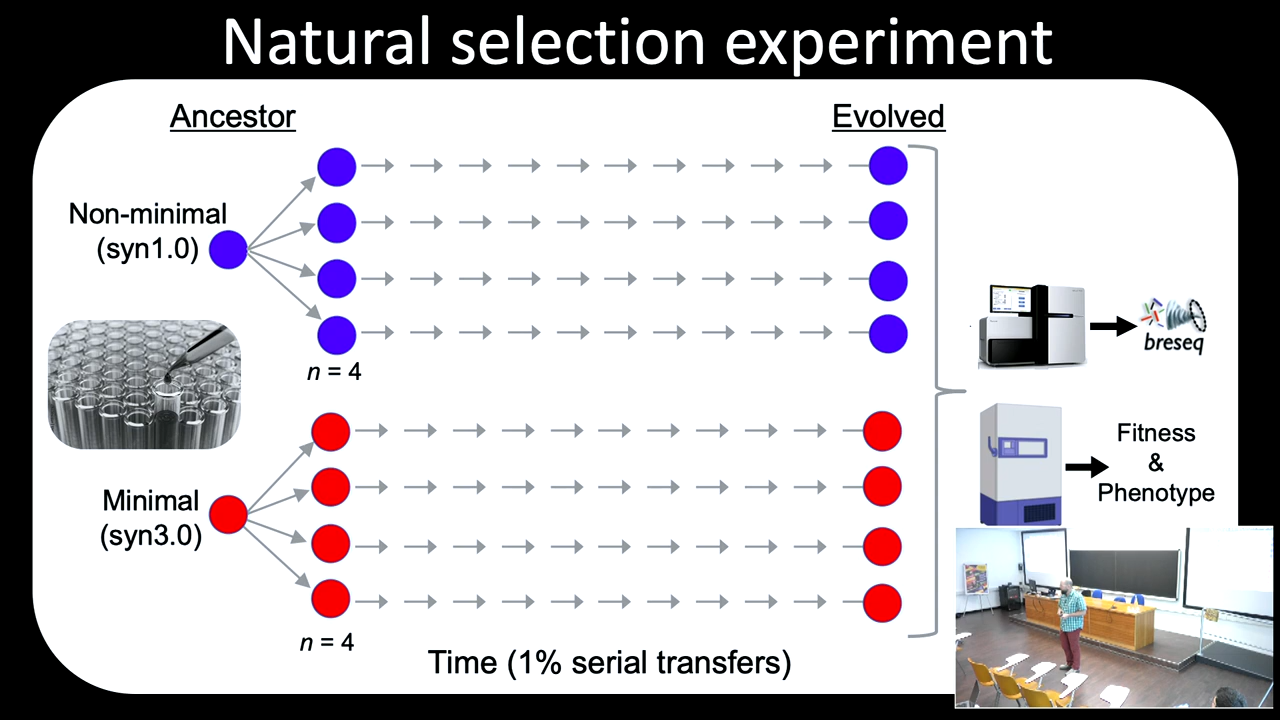 Natural selection experiment
Ancestor
Evolved
Non-minimal
(syn1.0)
n = 4
breseq
Minimal
(syn3.0)
n = 4
Fitness
&
Phenotype
Time (1% serial transfers)